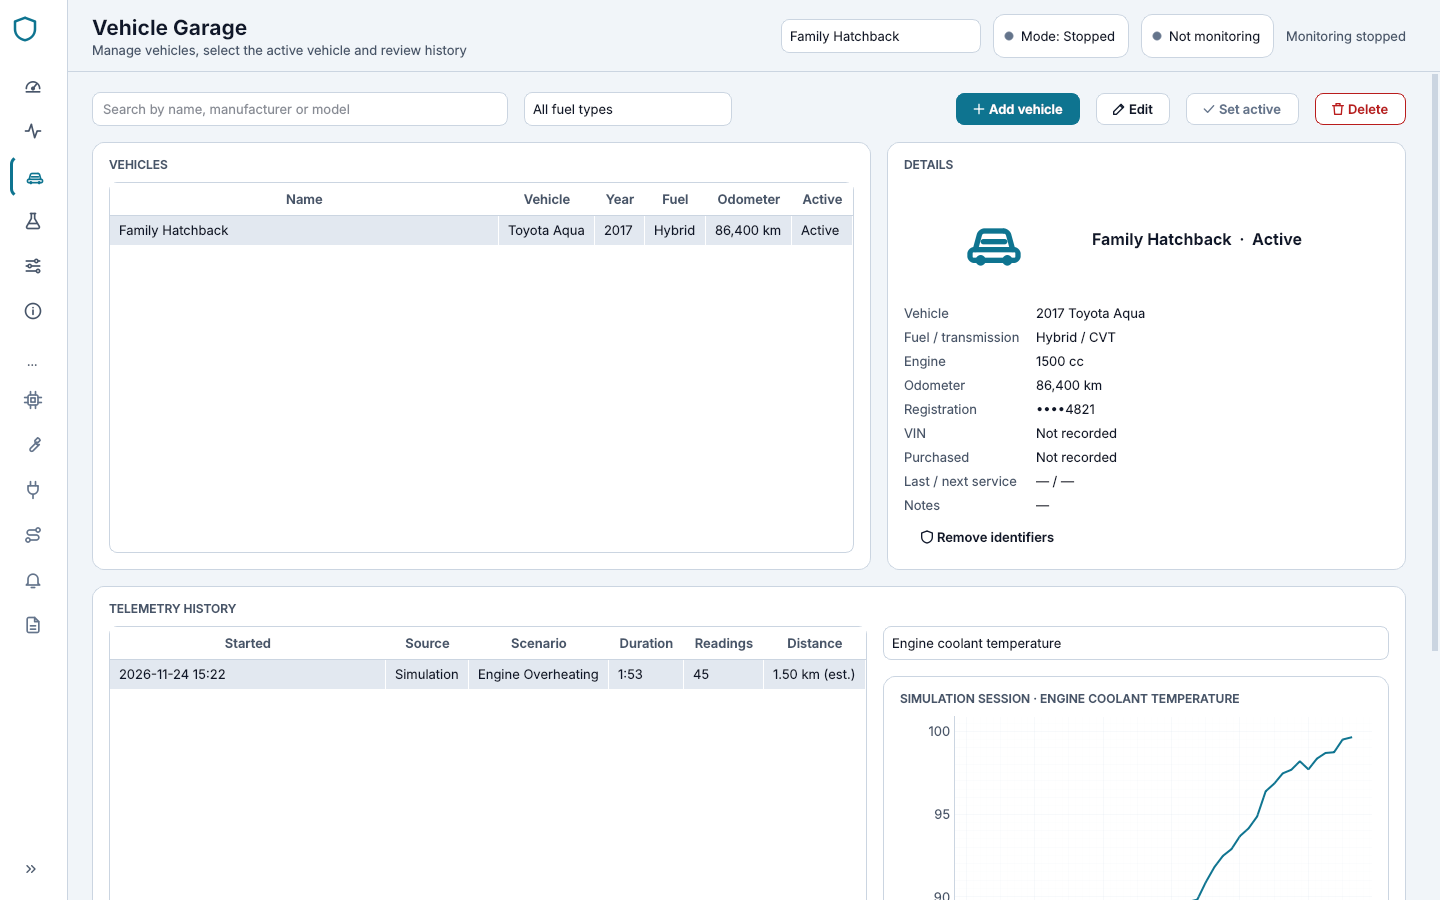 Vehicle Garage
Manage vehicles, select the active vehicle and review history
Family Hatchback
Mode: Stopped
Not monitoring
Monitoring stopped
Search by name, manufacturer or model
All fuel types
Add vehicle
Edit
Set active
Delete
VEHICLES
Name Vehicle Year Fuel Odometer Active
Family Hatchback Toyota Aqua 2017 Hybrid 86,400 km Active
DETAILS
Family Hatchback · Active
Vehicle 2017 Toyota Aqua
Fuel / transmission Hybrid / CVT
Engine 1500 cc
Odometer 86,400 km
Registration ••••4821
VIN Not recorded
Purchased Not recorded
Last / next service — / —
Notes —
Remove identifiers
...
TELEMETRY HISTORY
Started Source Scenario Duration Readings Distance
2026-11-24 15:22 Simulation Engine Overheating 1:53 45 1.50 km (est.)
Engine coolant temperature
SIMULATION SESSION · ENGINE COOLANT TEMPERATURE
100
95
90